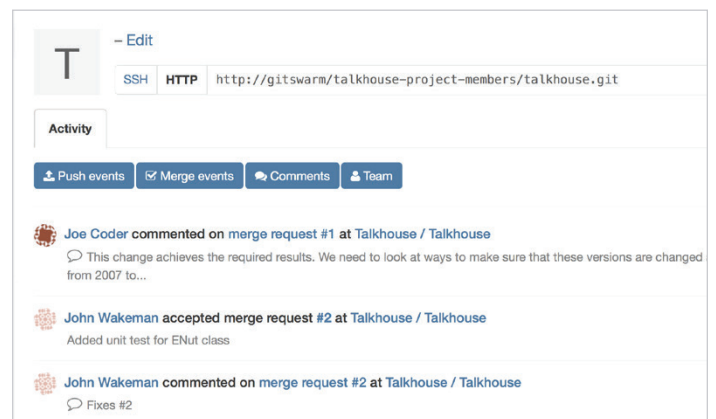 T
– Edit
SSH HTTP http://gitswarm/talkhouse-project-members/talkhouse.git
Activity
Push events Merge events Comments Team
Joe Coder commented on merge request #1 at Talkhouse / Talkhouse
This change achieves the required results. We need to look at ways to make sure that these versions are changed
from 2007 to...
John Wakeman accepted merge request #2 at Talkhouse / Talkhouse
Added unit test for ENut class
John Wakeman commented on merge request #2 at Talkhouse / Talkhouse
Fixes #2